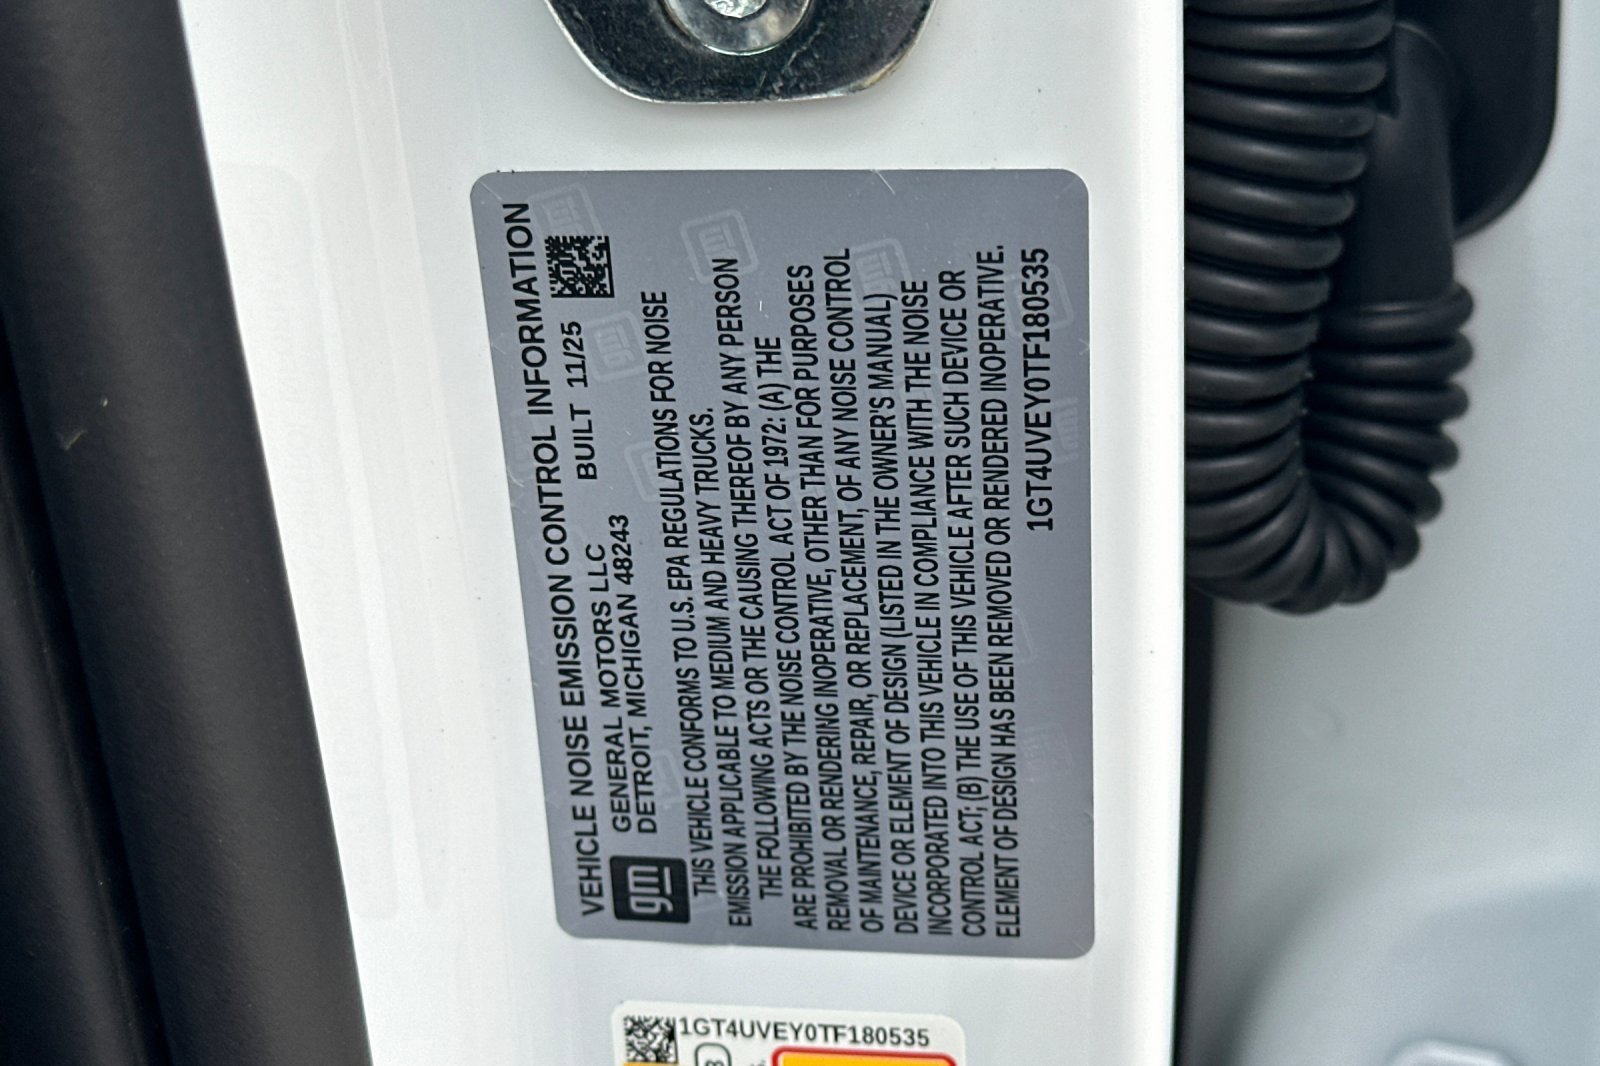 VEHICLE NOISE EMISSION CONTROL INFORMATION
gm
GENERAL MOTORS LLC BUILT 11/25
DETROIT, MICHIGAN 48243
THIS VEHICLE CONFORMS TO U.S. EPA REGULATIONS FOR NOISE
EMISSION APPLICABLE TO MEDIUM AND HEAVY TRUCKS.
THE FOLLOWING ACTS OR THE CAUSING THEREOF BY ANY PERSON
ARE PROHIBITED BY THE NOISE CONTROL ACT OF 1972: (A) THE
REMOVAL OR RENDERING INOPERATIVE, OTHER THAN FOR PURPOSES
OF MAINTENANCE, REPAIR, OR REPLACEMENT, OF ANY NOISE CONTROL
DEVICE OR ELEMENT OF DESIGN (LISTED IN THE OWNER'S MANUAL)
INCORPORATED INTO THIS VEHICLE IN COMPLIANCE WITH THE NOISE
CONTROL ACT; (B) THE USE OF THIS VEHICLE AFTER SUCH DEVICE OR
ELEMENT OF DESIGN HAS BEEN REMOVED OR RENDERED INOPERATIVE.
1GT4UVEY0TF180535
1GT4UVEY0TF180535